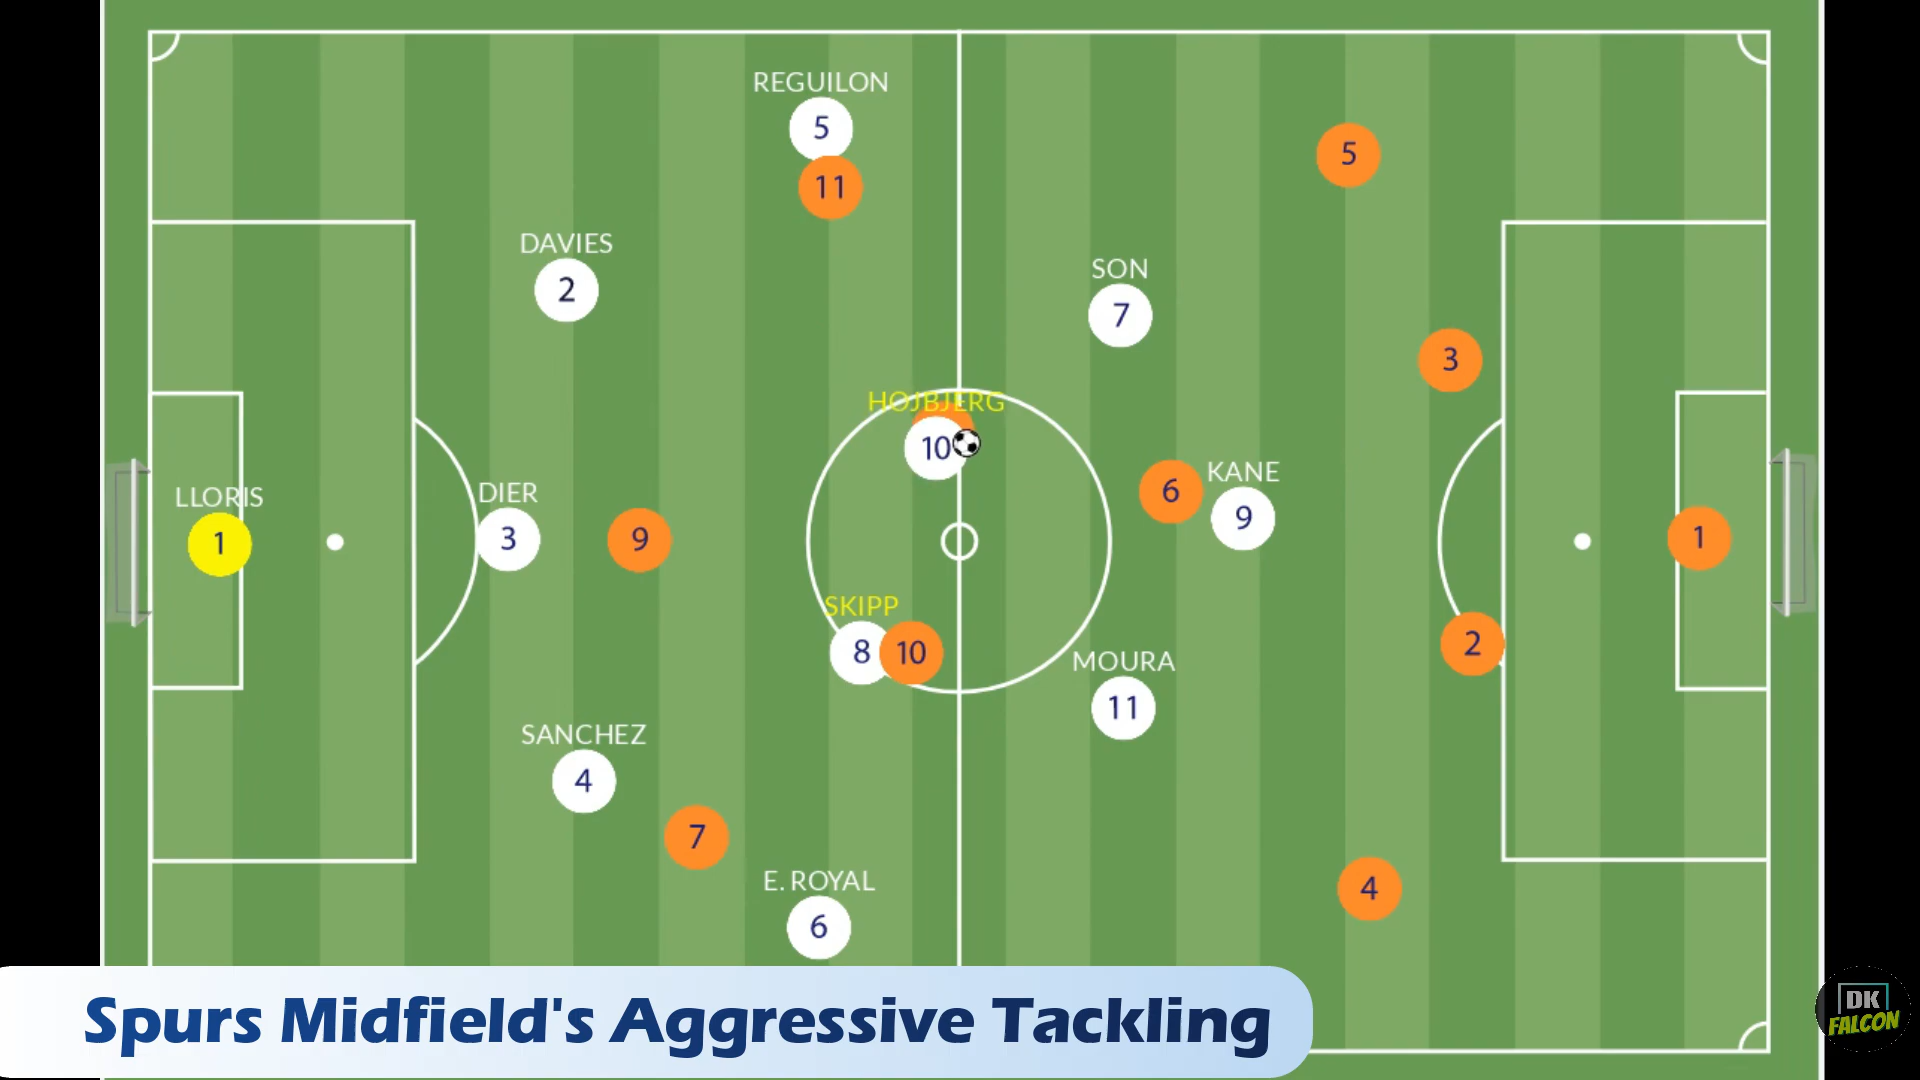 REGUILON
5
11
5
DAVIES
2
SON
7
3
HOJBJERG
10
LLORIS
1
DIER
3
9
6
KANE
9
1
SKIPP
8
10
MOURA
11
2
SANCHEZ
4
7
E. ROYAL
6
4
Spurs Midfield's Aggressive Tackling
DK
FALCON